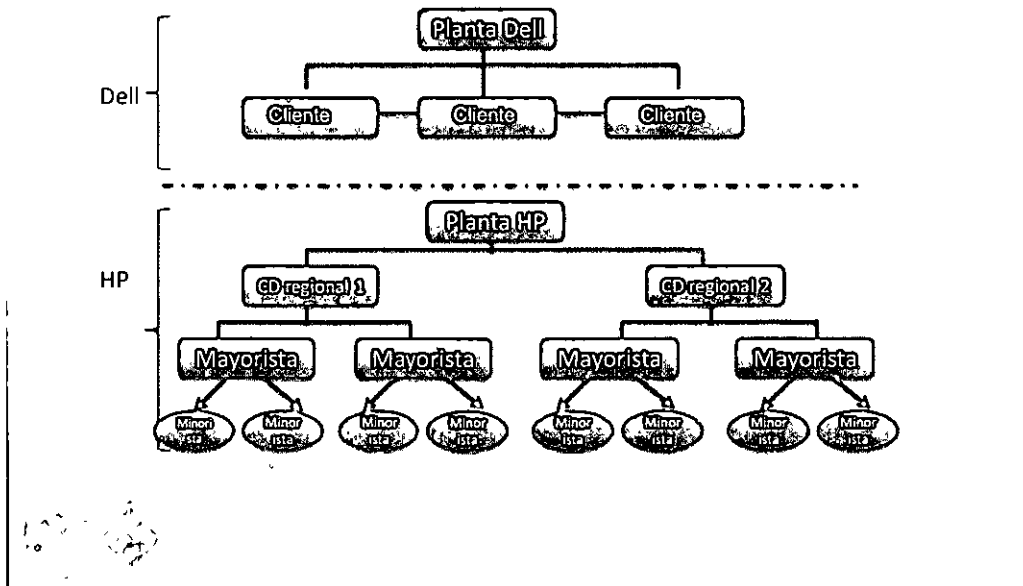 Planta Dell
Dell
Cliente Cliente Cliente
Planta HP
HP
CD regional 1 CD regional 2
Mayorista Mayorista Mayorista Mayorista
Minori Minor Minor Minor Minor Minor Minor Minor
sta ista ista ista ista ista ista ista